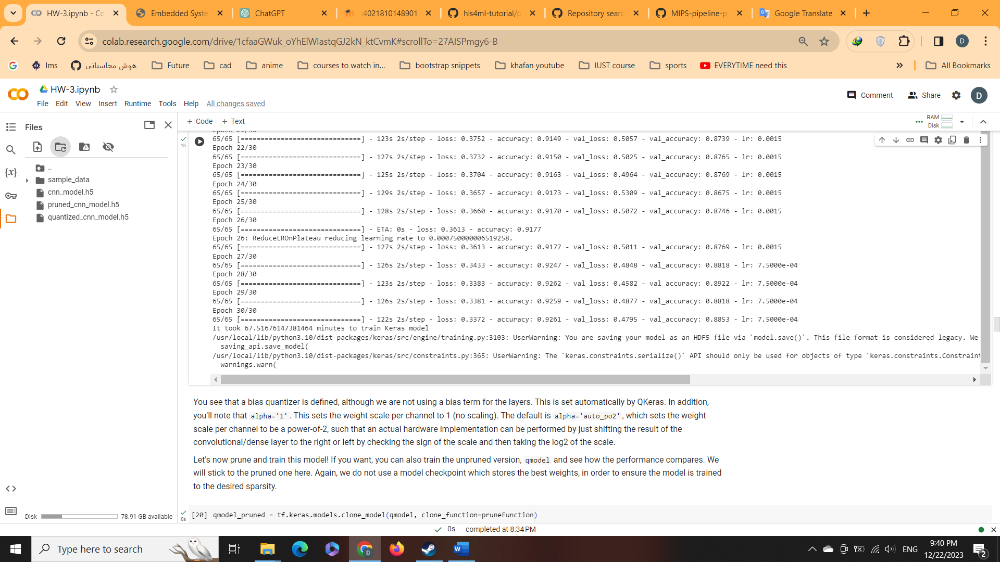 HW-3.ipynb - Co
Embedded Syste
ChatGPT
:4021810148901
hls4ml-tutorial/p
Repository searc
MIPS-pipeline-p
Google Translate
colab.research.google.com/drive/1cfaaGWuk_oYhElWIastqGJ2kN_ktCvmK#scrollTo=27AlSPmgy6-B
D
lms
هوش محاسباتی
Future
cad
anime
courses to watch in...
bootstrap snippets
khafan youtube
IUST course
sports
EVERYTIME need this
All Bookmarks
HW-3.ipynb
File Edit View Insert Runtime Tools Help All changes saved
Comment
Share
D
Files
+ Code + Text
RAM
Disk
..
sample_data
cnn_model.h5
pruned_cnn_model.h5
quantized_cnn_model.h5
Disk 78.91 GB available
1h
Epoch 21/30
65/65 [==============================] - 123s 2s/step - loss: 0.3752 - accuracy: 0.9149 - val_loss: 0.5057 - val_accuracy: 0.8739 - lr: 0.0015
Epoch 22/30
65/65 [==============================] - 127s 2s/step - loss: 0.3732 - accuracy: 0.9150 - val_loss: 0.5025 - val_accuracy: 0.8765 - lr: 0.0015
Epoch 23/30
65/65 [==============================] - 125s 2s/step - loss: 0.3704 - accuracy: 0.9163 - val_loss: 0.4964 - val_accuracy: 0.8769 - lr: 0.0015
Epoch 24/30
65/65 [==============================] - 129s 2s/step - loss: 0.3657 - accuracy: 0.9173 - val_loss: 0.5309 - val_accuracy: 0.8675 - lr: 0.0015
Epoch 25/30
65/65 [==============================] - 128s 2s/step - loss: 0.3660 - accuracy: 0.9170 - val_loss: 0.5072 - val_accuracy: 0.8746 - lr: 0.0015
Epoch 26/30
65/65 [==============================] - ETA: 0s - loss: 0.3613 - accuracy: 0.9177
Epoch 26: ReduceLROnPlateau reducing learning rate to 0.000750000006519258.
65/65 [==============================] - 127s 2s/step - loss: 0.3613 - accuracy: 0.9177 - val_loss: 0.5011 - val_accuracy: 0.8769 - lr: 0.0015
Epoch 27/30
65/65 [==============================] - 126s 2s/step - loss: 0.3433 - accuracy: 0.9247 - val_loss: 0.4848 - val_accuracy: 0.8818 - lr: 7.5000e-04
Epoch 28/30
65/65 [==============================] - 123s 2s/step - loss: 0.3383 - accuracy: 0.9262 - val_loss: 0.4582 - val_accuracy: 0.8922 - lr: 7.5000e-04
Epoch 29/30
65/65 [==============================] - 126s 2s/step - loss: 0.3381 - accuracy: 0.9259 - val_loss: 0.4877 - val_accuracy: 0.8818 - lr: 7.5000e-04
Epoch 30/30
65/65 [==============================] - 122s 2s/step - loss: 0.3372 - accuracy: 0.9261 - val_loss: 0.4795 - val_accuracy: 0.8853 - lr: 7.5000e-04
It took 67.51676147381464 minutes to train Keras model
/usr/local/lib/python3.10/dist-packages/keras/src/engine/training.py:3103: UserWarning: You are saving your model as an HDF5 file via `model.save()`. This file format is considered legacy. We
saving_api.save_model(
/usr/local/lib/python3.10/dist-packages/keras/src/constraints.py:365: UserWarning: The `keras.constraints.serialize()` API should only be used for objects of type `keras.constraints.Constraint
warnings.warn(
You see that a bias quantizer is defined, although we are not using a bias term for the layers. This is set automatically by QKeras. In addition,
you'll note that alpha='1'. This sets the weight scale per channel to 1 (no scaling). The default is alpha='auto_po2', which sets the weight
scale per channel to be a power-of-2, such that an actual hardware implementation can be performed by just shifting the result of the
convolutional/dense layer to the right or left by checking the sign of the scale and then taking the log2 of the scale.
Let's now prune and train this model! If you want, you can also train the unpruned version, qmodel and see how the performance compares. We
will stick to the pruned one here. Again, we do not use a model checkpoint which stores the best weights, in order to ensure the model is trained
to the desired sparsity.
0s
[20] qmodel_pruned = tf.keras.models.clone_model(qmodel, clone_function=pruneFunction)
0s completed at 8:34 PM
Type here to search
ENG
9:40 PM
12/22/2023
2